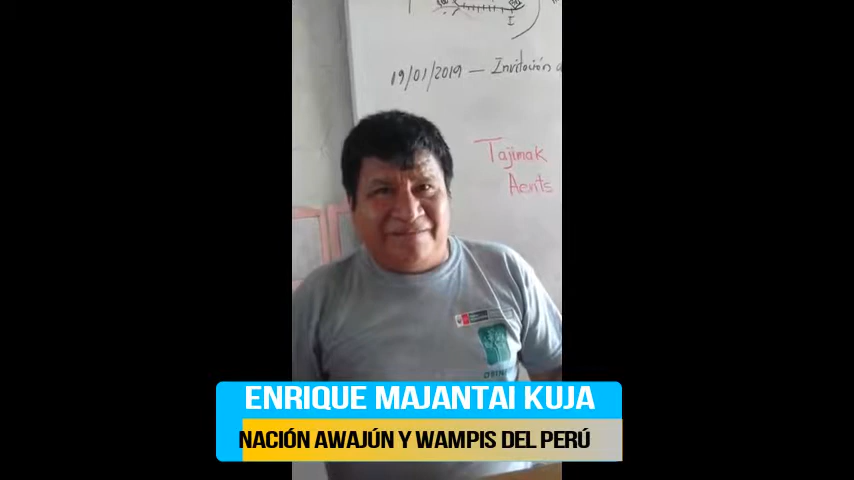 I
19/01/2019 — Invitación a
Tajimak
Aents
ENRIQUE MAJANTAI KUJA
NACIÓN AWAJÚN Y WAMPIS DEL PERÚ